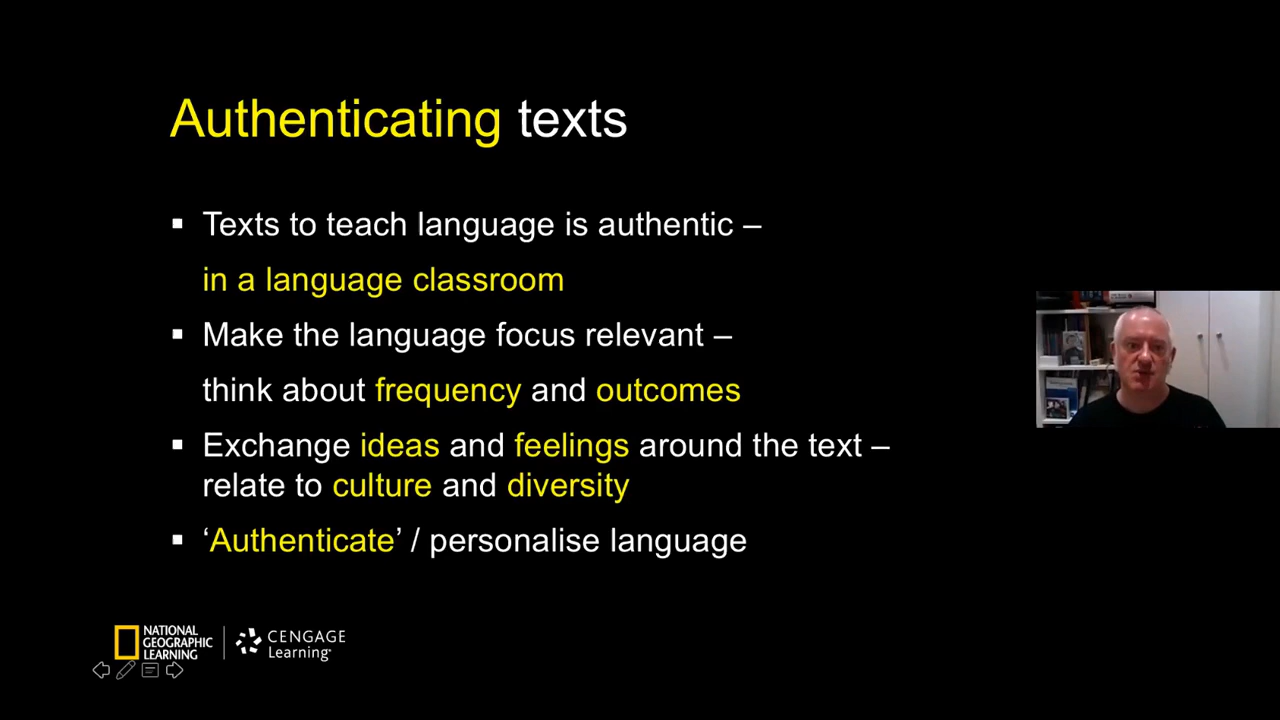 Authenticating texts
▪ Texts to teach language is authentic –
in a language classroom
▪ Make the language focus relevant –
think about frequency and outcomes
▪ Exchange ideas and feelings around the text –
relate to culture and diversity
▪ ‘Authenticate’ / personalise language
NATIONAL
GEOGRAPHIC
LEARNING
CENGAGE
Learning™